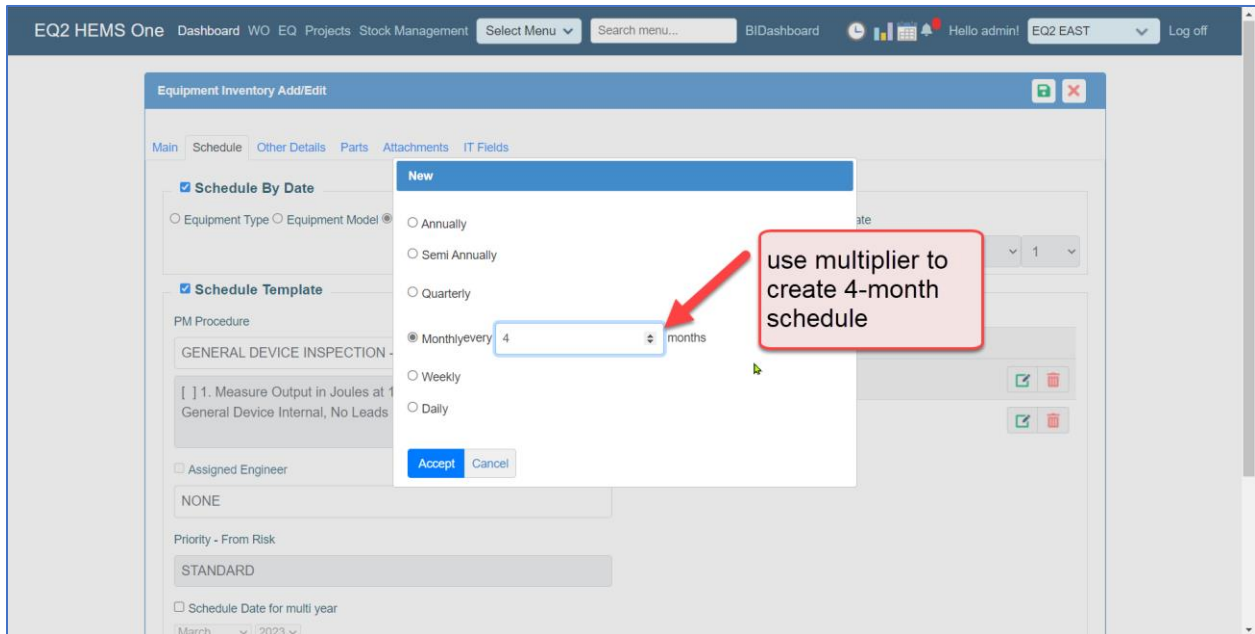 EQ2 HEMS One Dashboard WO EQ Projects Stock Management Select Menu Search menu... BIDashboard Hello admin! EQ2 EAST Log off
Equipment Inventory Add/Edit
Main Schedule Other Details Parts Attachments IT Fields
New
Schedule By Date
Equipment Type Equipment Model
ate
Annually
Semi Annually
1
use multiplier to
create 4-month
schedule
Schedule Template
Quarterly
PM Procedure
Monthlyevery 4 months
GENERAL DEVICE INSPECTION -
Weekly
[ ] 1. Measure Output in Joules at 1
General Device Internal, No Leads
Daily
Accept Cancel
Assigned Engineer
NONE
Priority - From Risk
STANDARD
Schedule Date for multi year
March 2023